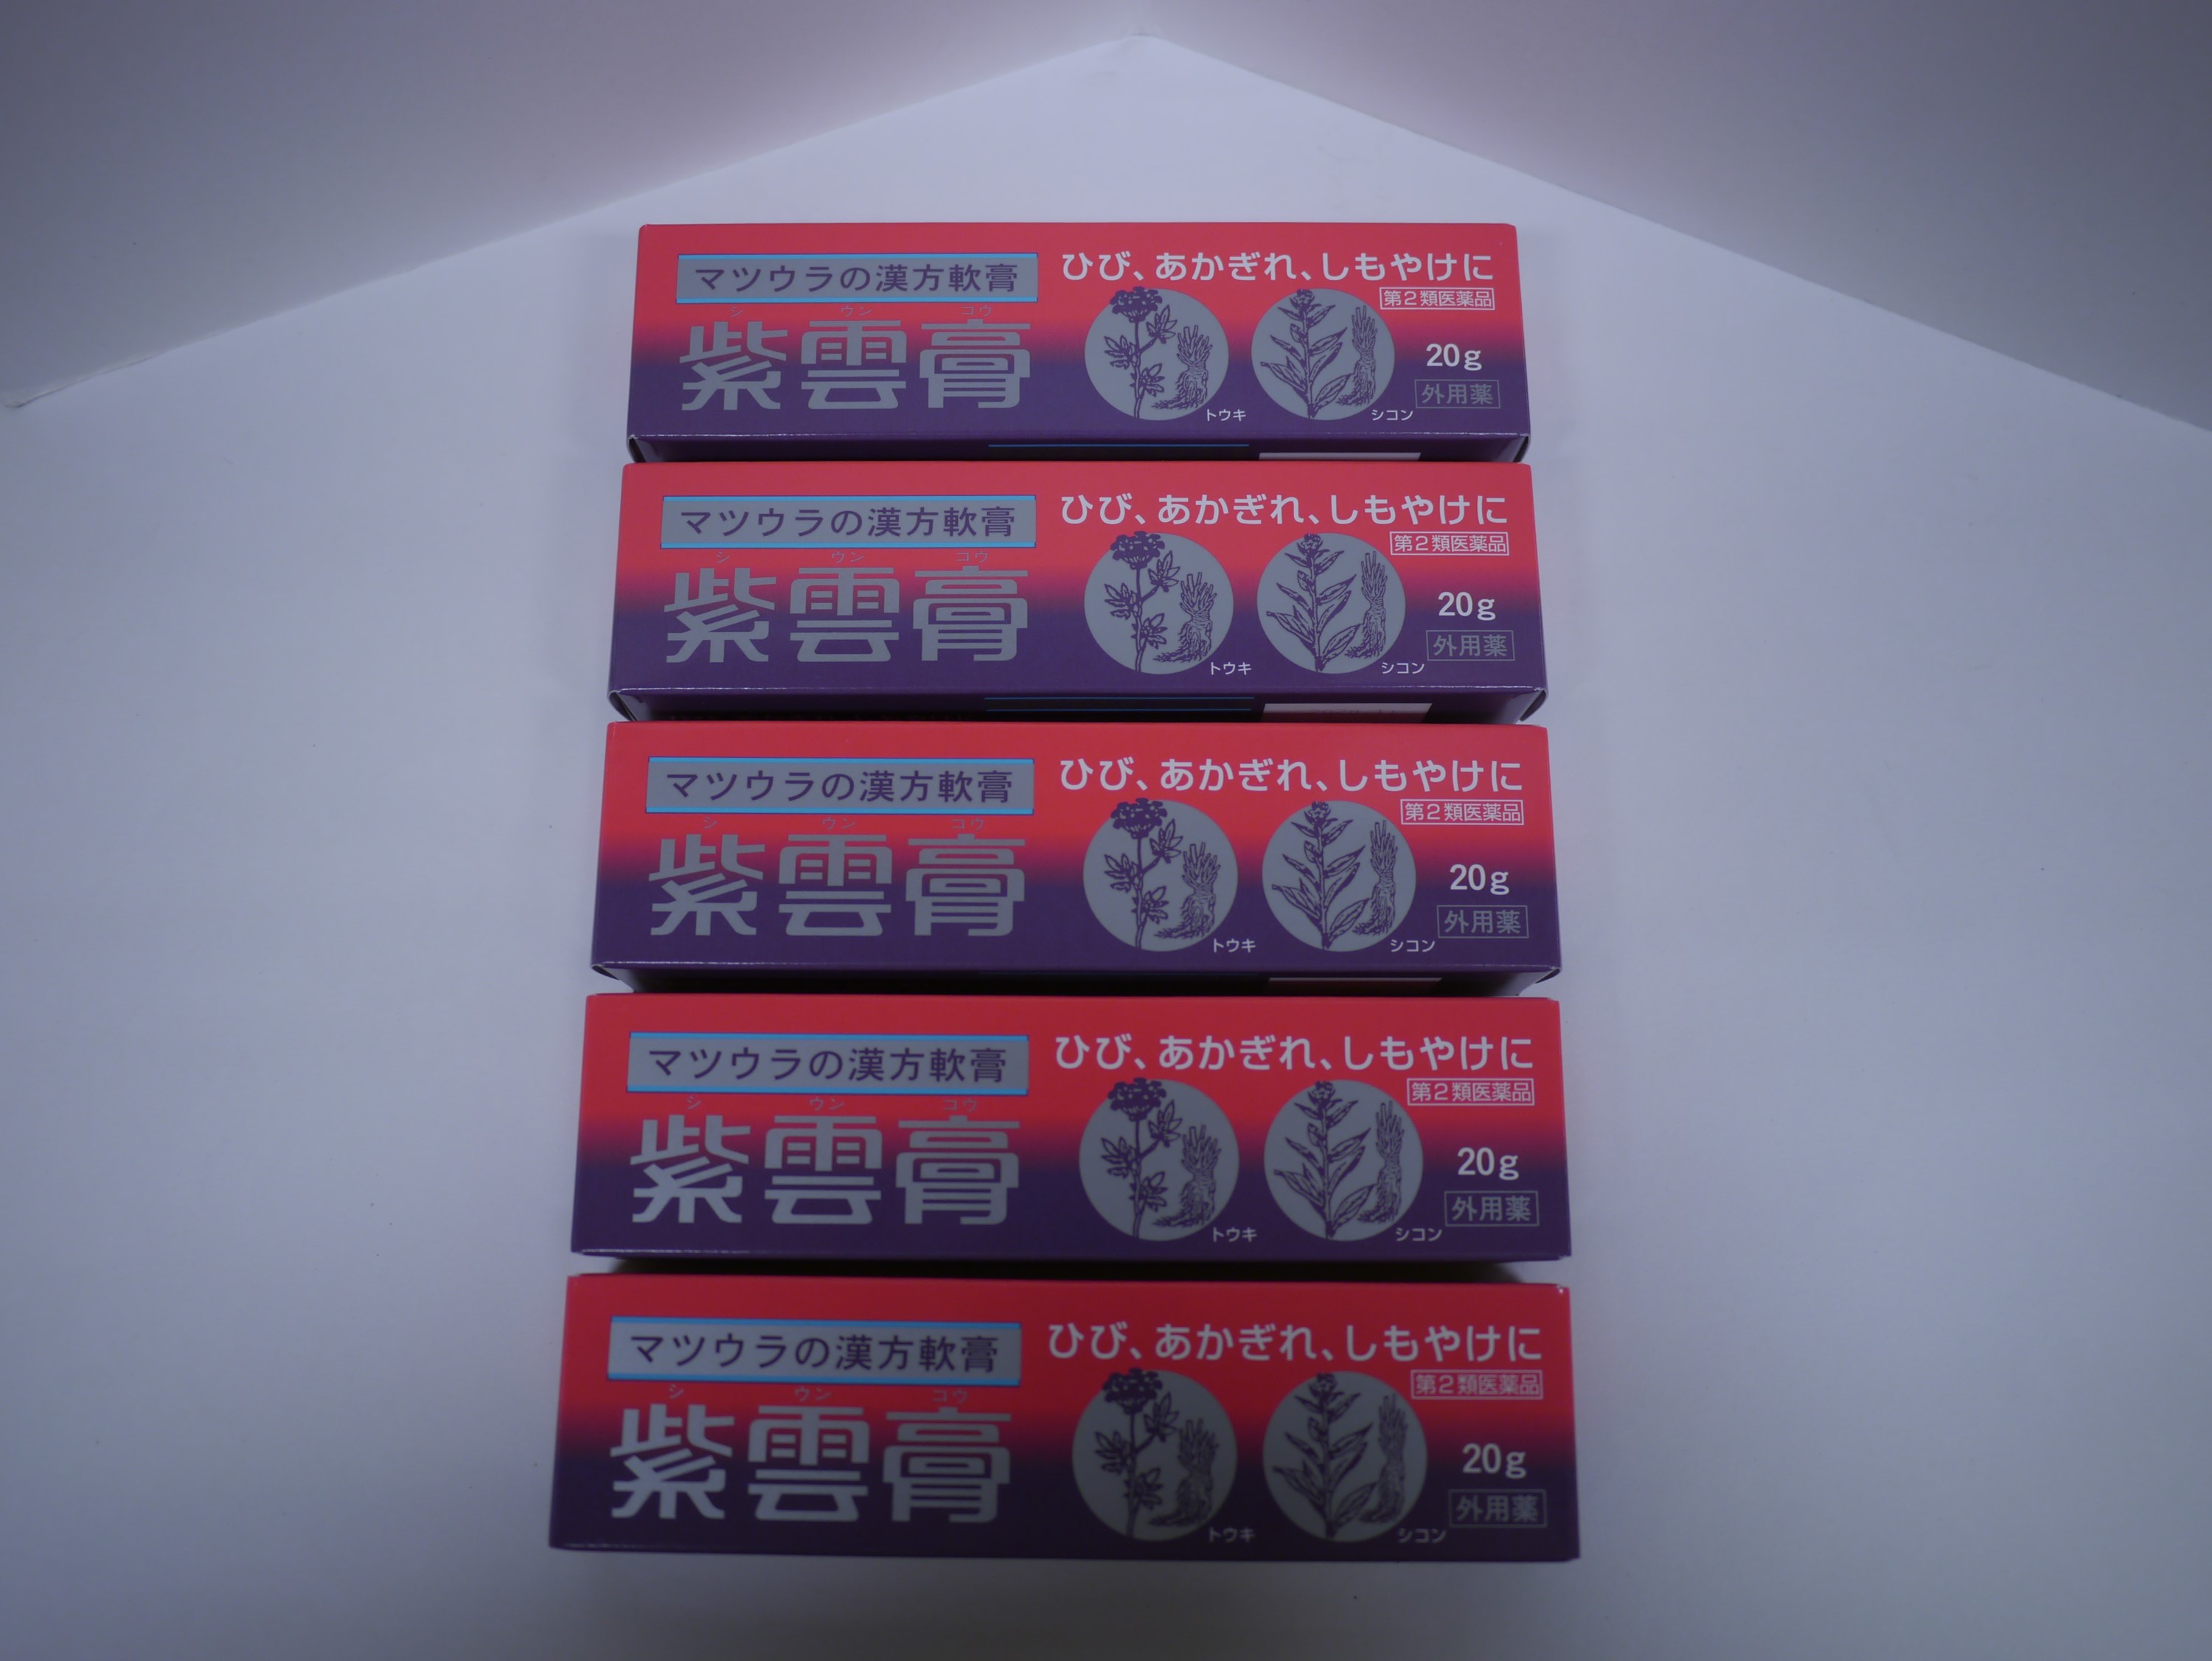 マツウラの漢方軟膏
ひび、あかぎれ、しもやけに
第2類医薬品
シ ウン コウ
紫雲膏
20g
外用薬
トウキ
シコン
マツウラの漢方軟膏
ひび、あかぎれ、しもやけに
第2類医薬品
シ ウン コウ
紫雲膏
20g
外用薬
トウキ
シコン
マツウラの漢方軟膏
ひび、あかぎれ、しもやけに
第2類医薬品
シ ウン コウ
紫雲膏
20g
外用薬
トウキ
シコン
マツウラの漢方軟膏
ひび、あかぎれ、しもやけに
第2類医薬品
シ ウン コウ
紫雲膏
20g
外用薬
トウキ
シコン
マツウラの漢方軟膏
ひび、あかぎれ、しもやけに
第2類医薬品
シ ウン コウ
紫雲膏
20g
外用薬
トウキ
シコン